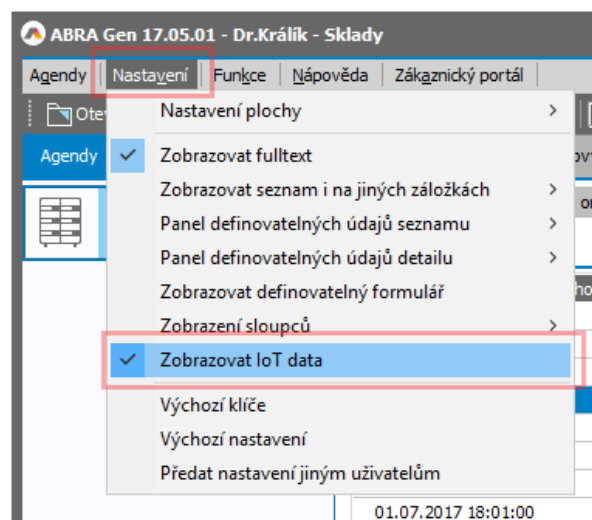 ABRA Gen 17.05.01 - Dr.Králík - Sklady
Agendy Nastavení Funkce Nápověda Zákaznický portál
Agendy
Nastavení plochy
Zobrazovat fulltext
Zobrazovat seznam i na jiných záložkách
Panel definovatelných údajů seznamu
Panel definovatelných údajů detailu
Zobrazovat definovatelný formulář
Zobrazení sloupců
Zobrazovat IoT data
Výchozí klíče
Výchozí nastavení
Předat nastavení jiným uživatelům
01.07.2017 18:01:00